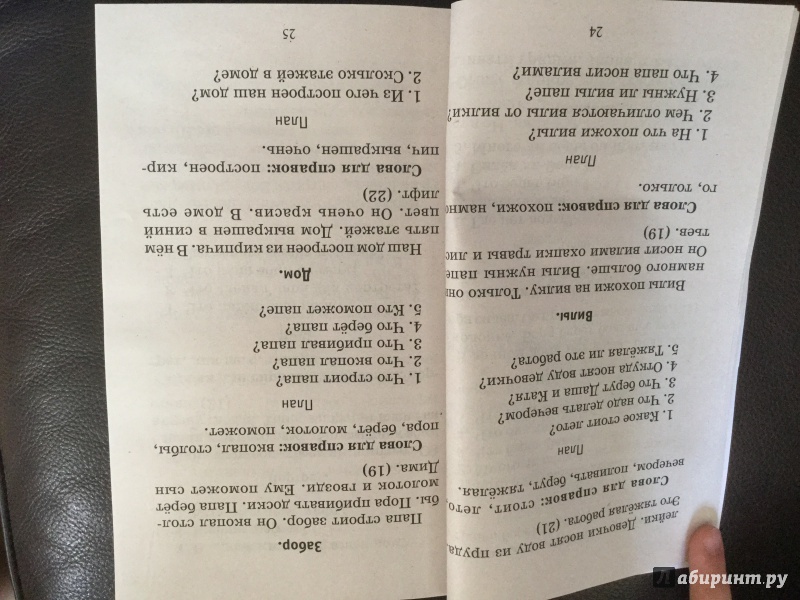 лейки. Девочки носят воду из пруда.
Это тяжёлая работа. (21)
Слова для справок: стоит, лето,
вечером, поливать, берут, тяжёлая.
План
1. Какое стоит лето?
2. Что надо делать вечером?
3. Что берут Даша и Катя?
4. Откуда воду носят девочки?
5. Тяжёлая ли это работа?
Вилы.
Вилы похожи на вилку. Только они
намного больше. Вилы нужны папе
Он носит вилами охапки травы и лис
тьев. (19)
Слова для справок: похожи, намно
го, только.
План
1. На что похожи вилы?
2. Чем отличаются вилы от вилки?
3. Нужны ли вилы папе?
4. Что папа носит вилами?
24
Забор.
Папа строит забор. Он вкопал стол-
бы. Пора прибивать доски. Папа берёт
молоток и гвозди. Ему поможет сын
Дима. (19)
Слова для справок: вкопал, столбы,
пора, берёт, молоток, поможет.
План
1. Что строит папа?
2. Что вкопал папа?
3. Что прибивал папа?
4. Что берёт папа?
5. Кто поможет папе?
Дом.
Наш дом построен из кирпича. В нём
пять этажей. Дом выкрашен в синий
цвет. Он очень красив. В доме есть
лифт. (22)
Слова для справок: построен, кир-
пич, выкрашен, очень.
План
1. Из чего построен наш дом?
2. Сколько этажей в доме?
25
Лабиринт.ру